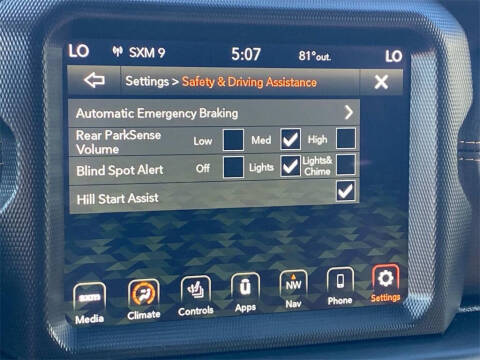 LO SXM 9 5:07 81°out. LO
Settings > Safety & Driving Assistance
Automatic Emergency Braking
Rear ParkSense Volume Low Med High
Blind Spot Alert Off Lights Lights& Chime
Hill Start Assist
sxm NW
Media Climate Controls Apps Nav Phone Settings